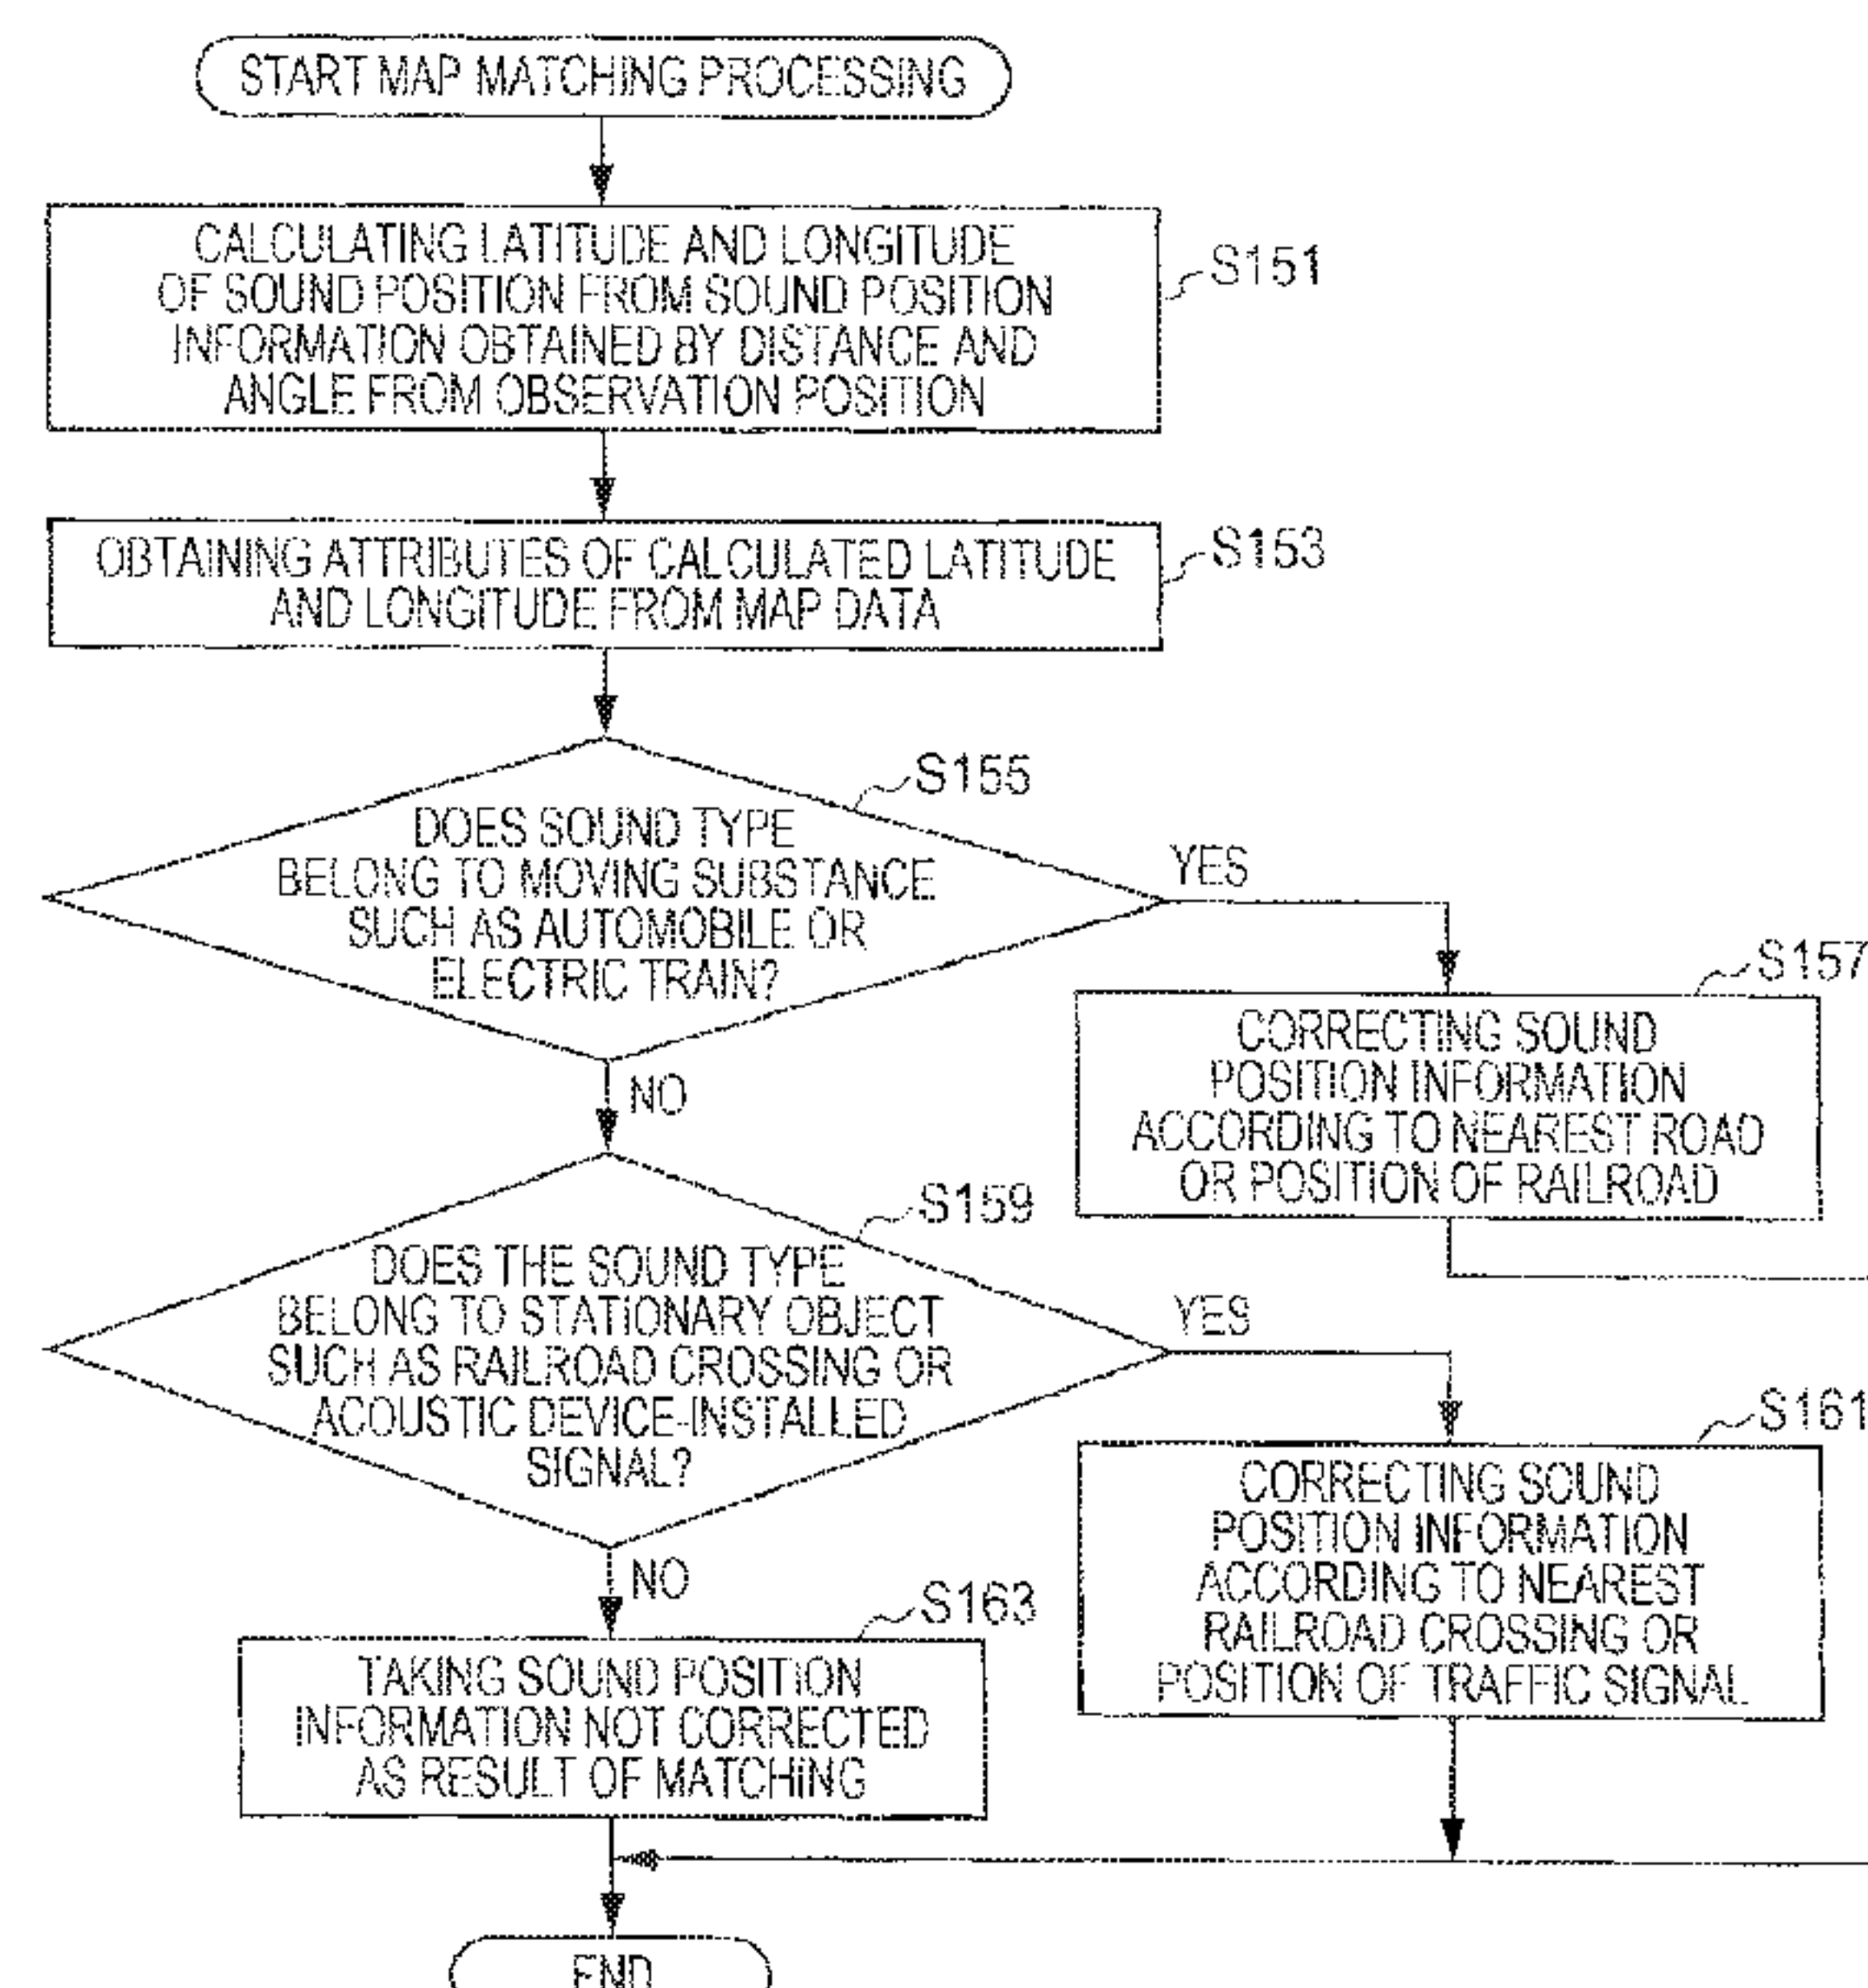 START MAP MATCHING PROCESSING
CALCULATING LATITUDE AND LONGITUDE
OF SOUND POSITION FROM SOUND POSITION
INFORMATION OBTAINED BY DISTANCE AND
ANGLE FROM OBSERVATION POSITION
S151
OBTAINING ATTRIBUTES OF CALCULATED LATITUDE
AND LONGITUDE FROM MAP DATA
S153
S155
DOES SOUND TYPE
BELONG TO MOVING SUBSTANCE
SUCH AS AUTOMOBILE OR
ELECTRIC TRAIN?
YES
NO
S157
CORRECTING SOUND
POSITION INFORMATION
ACCORDING TO NEAREST ROAD
OR POSITION OF RAILROAD
S159
DOES THE SOUND TYPE
BELONG TO STATIONARY OBJECT
SUCH AS RAILROAD CROSSING OR
ACOUSTIC DEVICE-INSTALLED
SIGNAL?
YES
NO
S161
CORRECTING SOUND
POSITION INFORMATION
ACCORDING TO NEAREST
RAILROAD CROSSING OR
POSITION OF TRAFFIC SIGNAL
S163
TAKING SOUND POSITION
INFORMATION NOT CORRECTED
AS RESULT OF MATCHING
END